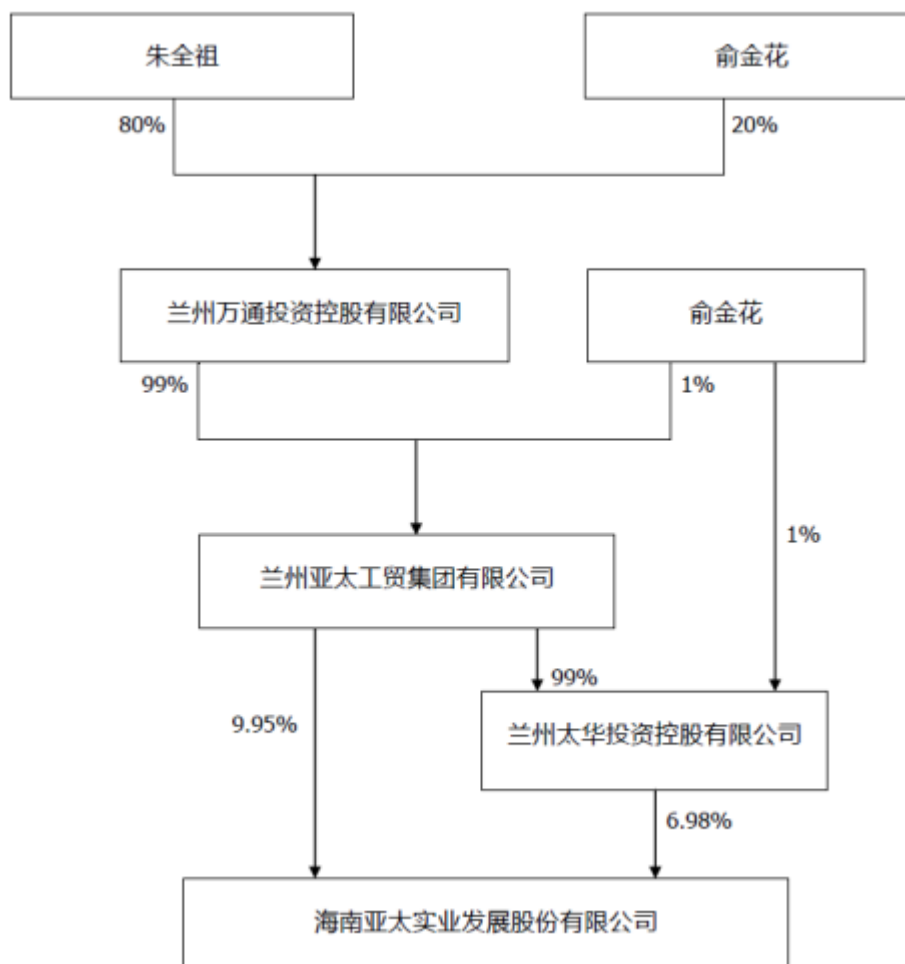 朱全祖
俞金花
80%
20%
兰州万通投资控股有限公司
俞金花
99%
1%
1%
兰州亚太工贸集团有限公司
99%
9.95%
兰州太华投资控股有限公司
6.98%
海南亚太实业发展股份有限公司